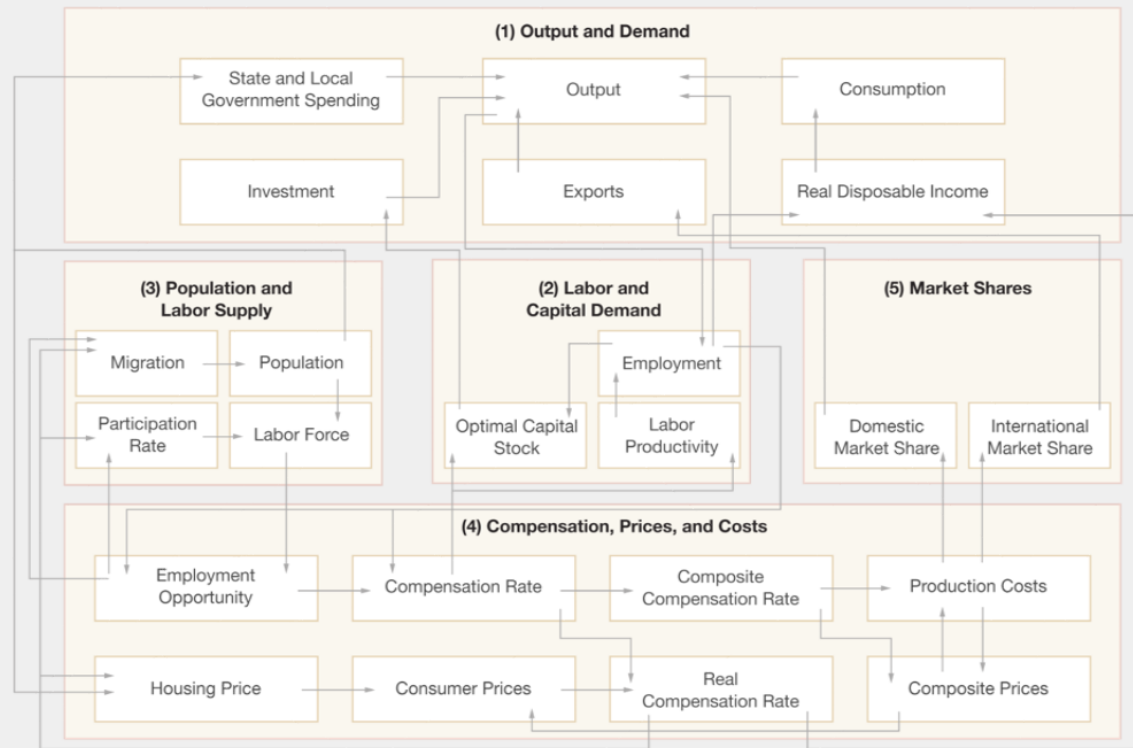 (1) Output and Demand
State and Local
Government Spending
Output
Consumption
Investment
Exports
Real Disposable Income
(3) Population and
Labor Supply
Migration
Population
Participation
Rate
Labor Force
(2) Labor and
Capital Demand
Employment
Optimal Capital
Stock
Labor
Productivity
(5) Market Shares
Domestic
Market Share
International
Market Share
(4) Compensation, Prices, and Costs
Employment
Opportunity
Compensation Rate
Composite
Compensation Rate
Production Costs
Housing Price
Consumer Prices
Real
Compensation Rate
Composite Prices